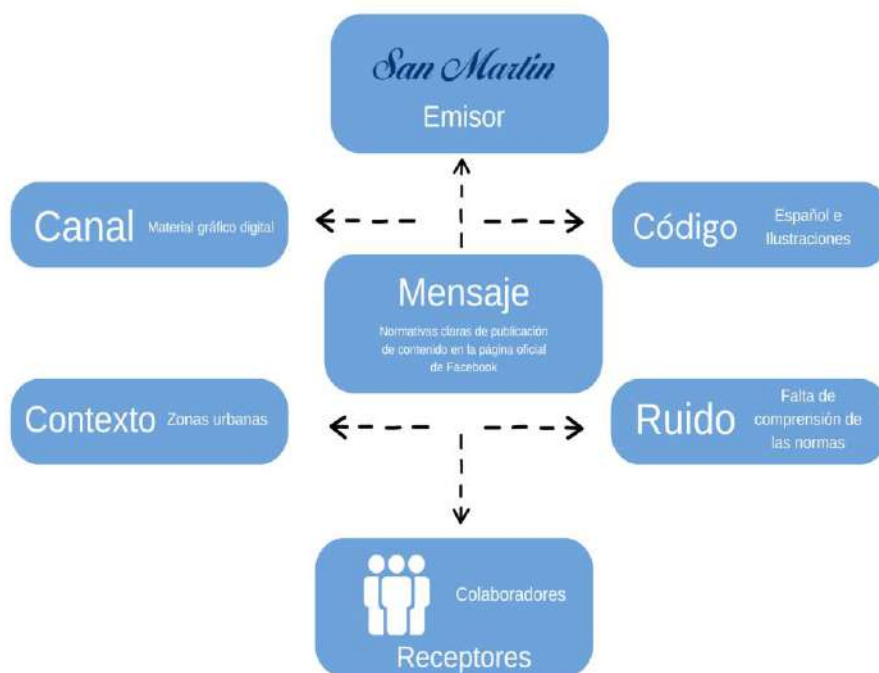 San Martin
Emisor
Canal
Material gráfico digital
Código
Español e
Ilustraciones
Mensaje
Normativas claras de publicación
de contenido en la página oficial
de Facebook
Contexto
Zonas urbanas
Ruido
Falta de
comprensión de
las normas
Colaboradores
Receptores